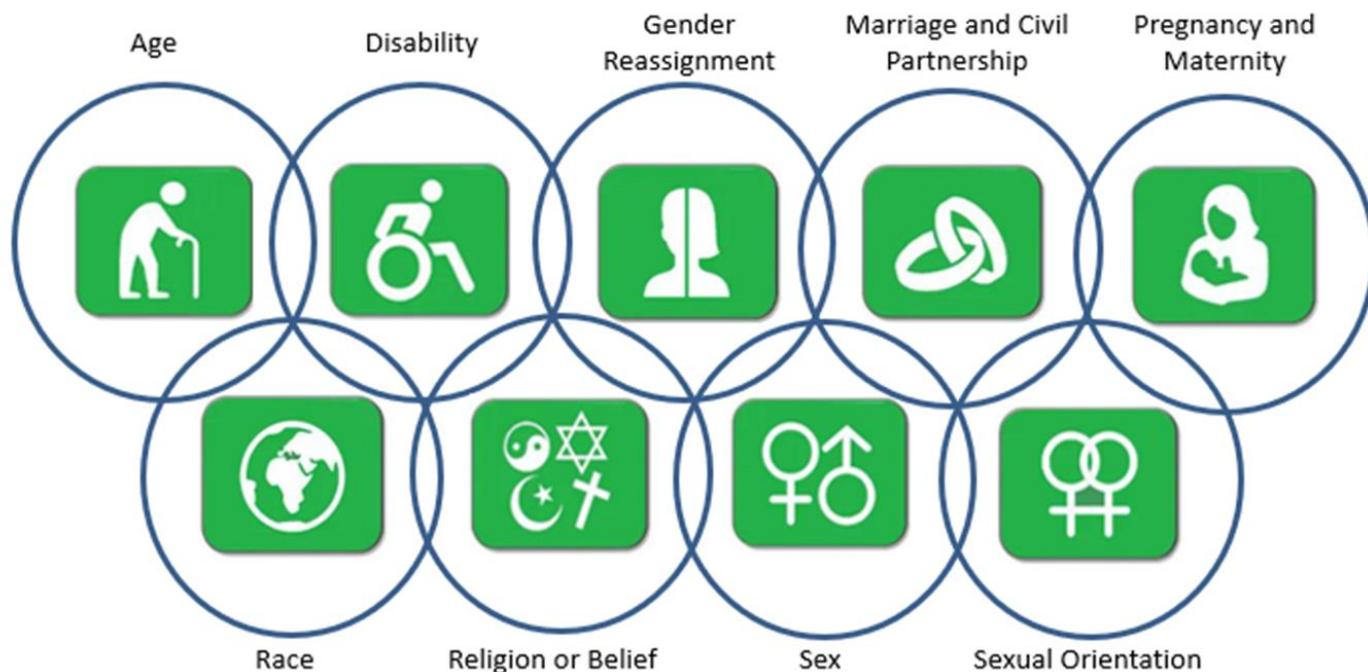 Age
Disability
Gender
Reassignment
Marriage and Civil
Partnership
Pregnancy and
Maternity
Race
Religion or Belief
Sex
Sexual Orientation